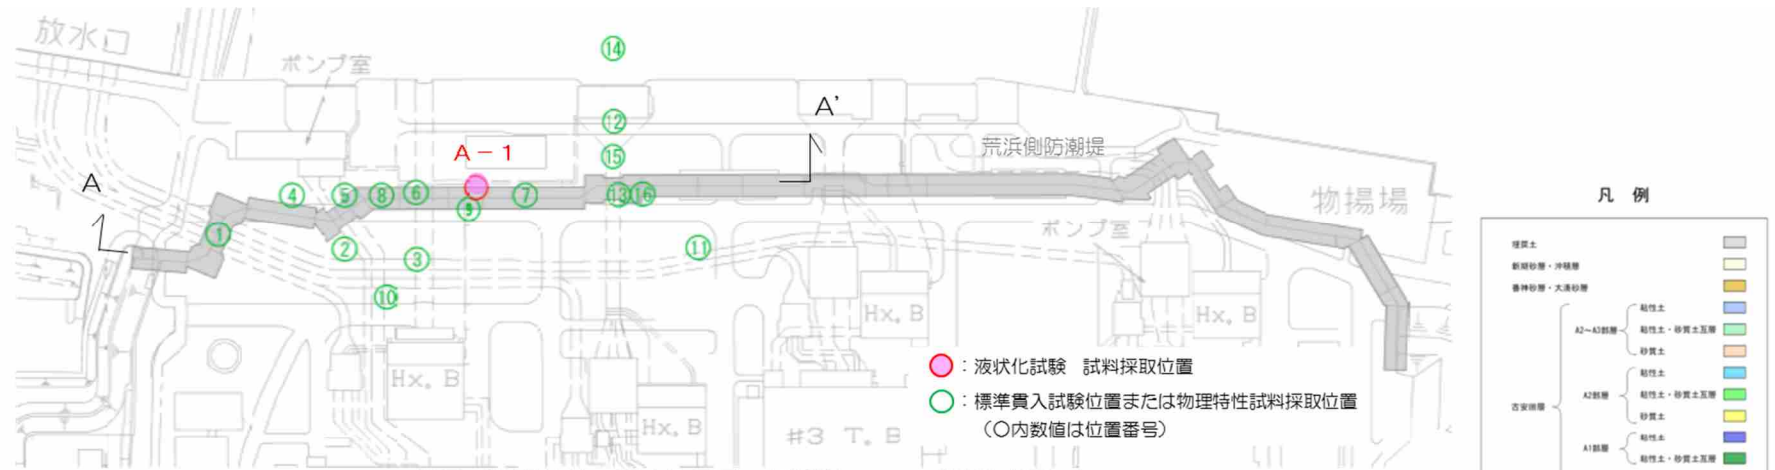 放水口
ポンプ室
⑭
⑫
A'
⑮
荒浜側防潮堤
A-1
A
④
⑤
⑧
⑥
⑦
⑬
⑯
⑨
①
物揚場
ポンプ室
②
③
⑪
⑩
Hx. B
Hx. B
Hx. B
Hx. B
#3 T. B
:液状化試験 試料採取位置
:標準貫入試験位置または物理特性試料採取位置
(○内数値は位置番号)
凡 例
埋戻土
新期砂層・沖積層
番神砂層・大湊砂層
古安田層
A2~A3部層
粘性土
粘性土・砂質土互層
砂質土
A2部層
粘性土
粘性土・砂質土互層
砂質土
A1部層
粘性土
粘性土・砂質土互層